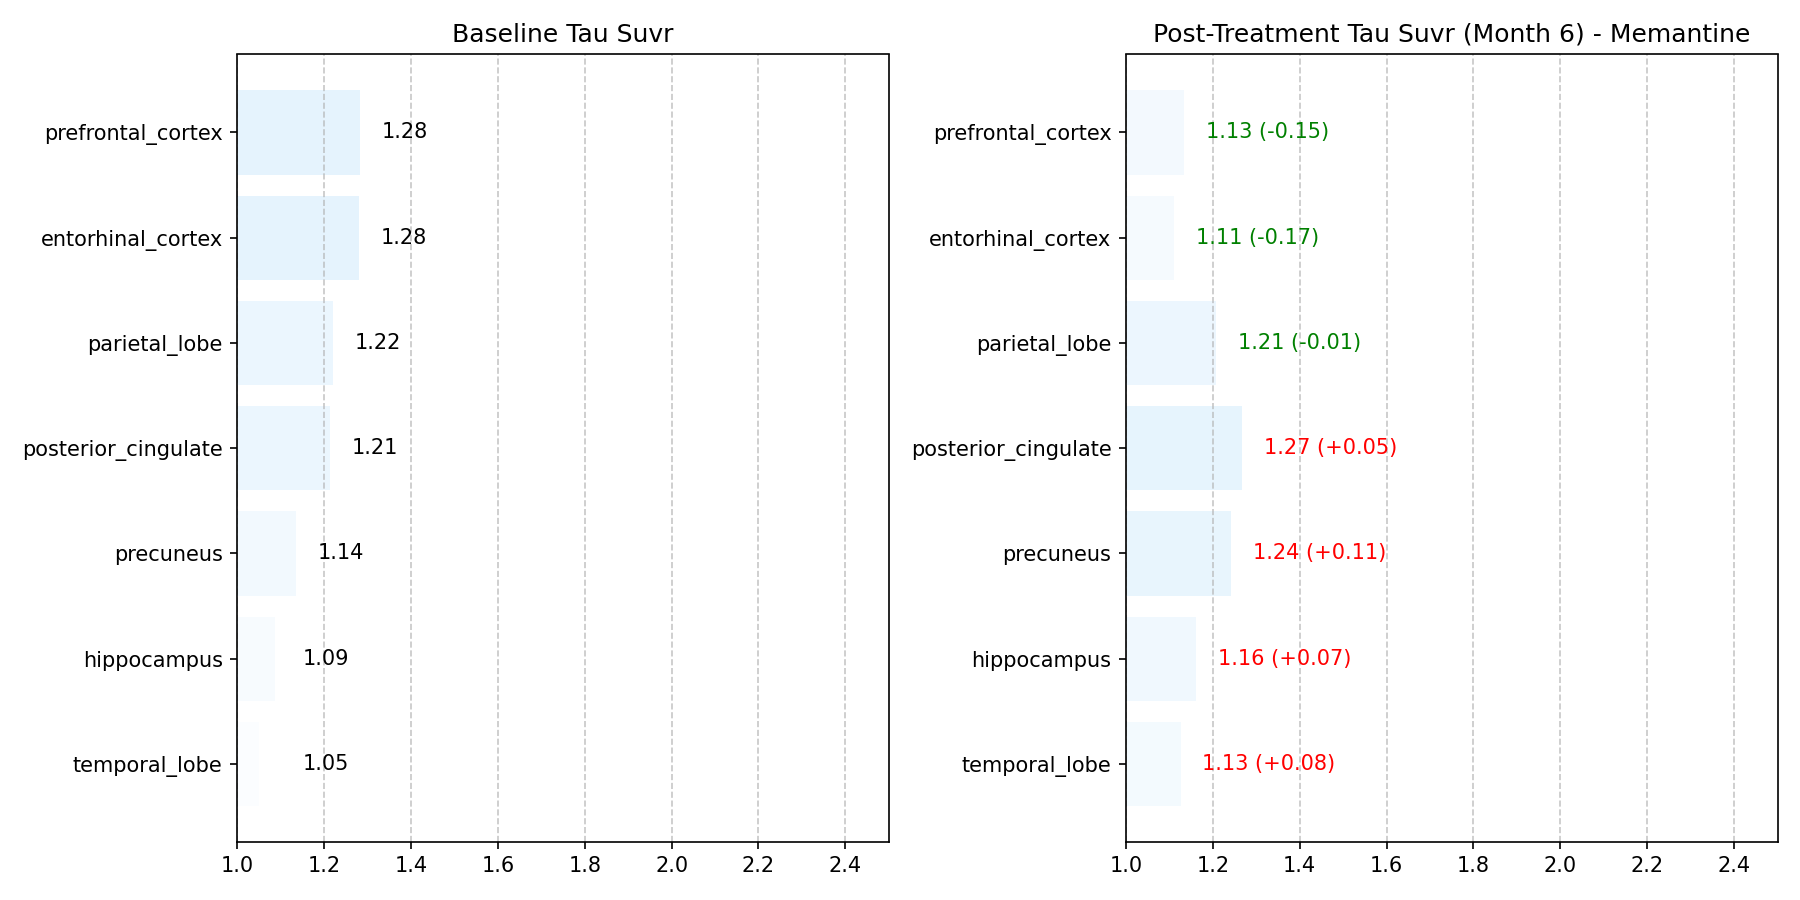 Baseline Tau Suvr
prefrontal_cortex
1.28
entorhinal_cortex
1.28
parietal_lobe
1.22
posterior_cingulate
1.21
precuneus
1.14
hippocampus
1.09
temporal_lobe
1.05
1.0 1.2 1.4 1.6 1.8 2.0 2.2 2.4
Post-Treatment Tau Suvr (Month 6) - Memantine
prefrontal_cortex
1.13 (-0.15)
entorhinal_cortex
1.11 (-0.17)
parietal_lobe
1.21 (-0.01)
posterior_cingulate
1.27 (+0.05)
precuneus
1.24 (+0.11)
hippocampus
1.16 (+0.07)
temporal_lobe
1.13 (+0.08)
1.0 1.2 1.4 1.6 1.8 2.0 2.2 2.4